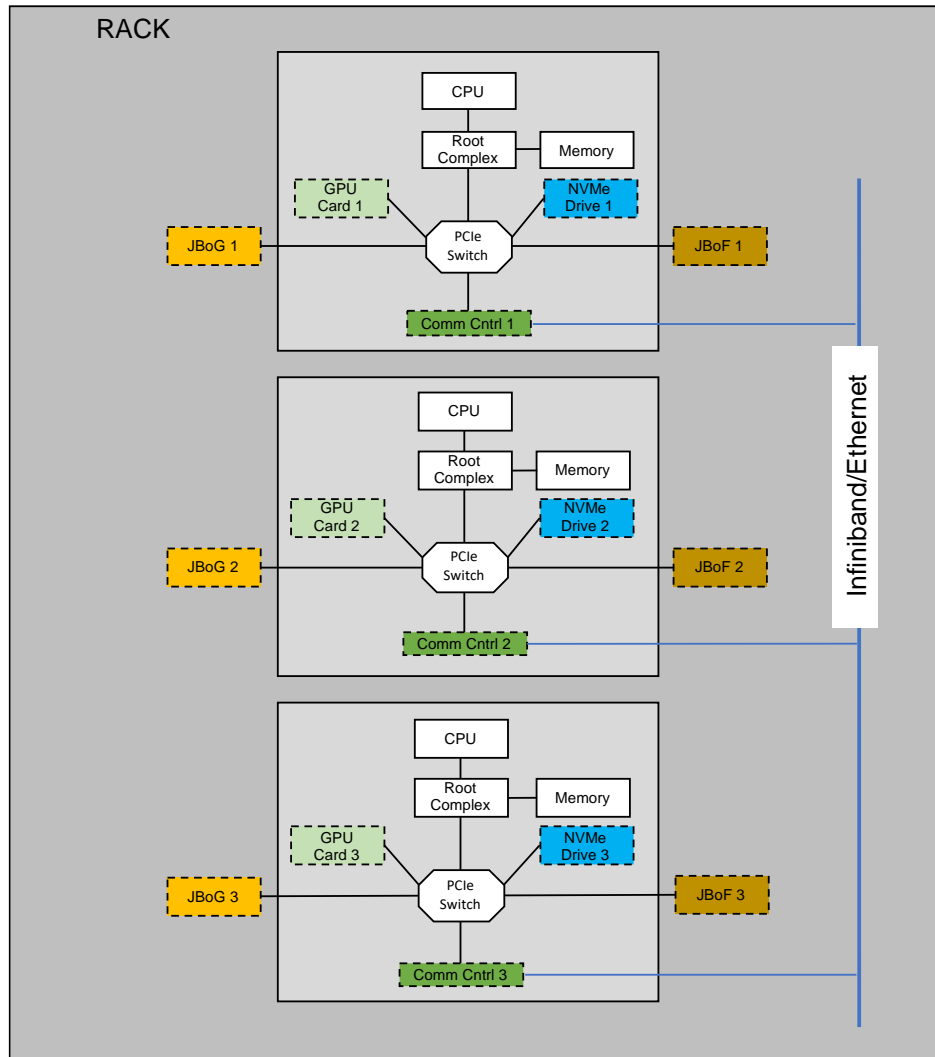 RACK
CPU
Root
Complex
Memory
GPU
Card 1
NVMe
Drive 1
JBoG 1
PCIe
Switch
JBoF 1
Comm Cntrl 1
CPU
Root
Complex
Memory
GPU
Card 2
NVMe
Drive 2
JBoG 2
PCIe
Switch
JBoF 2
Comm Cntrl 2
CPU
Root
Complex
Memory
GPU
Card 3
NVMe
Drive 3
JBoG 3
PCIe
Switch
JBoF 3
Comm Cntrl 3
Infiniband/Ethernet